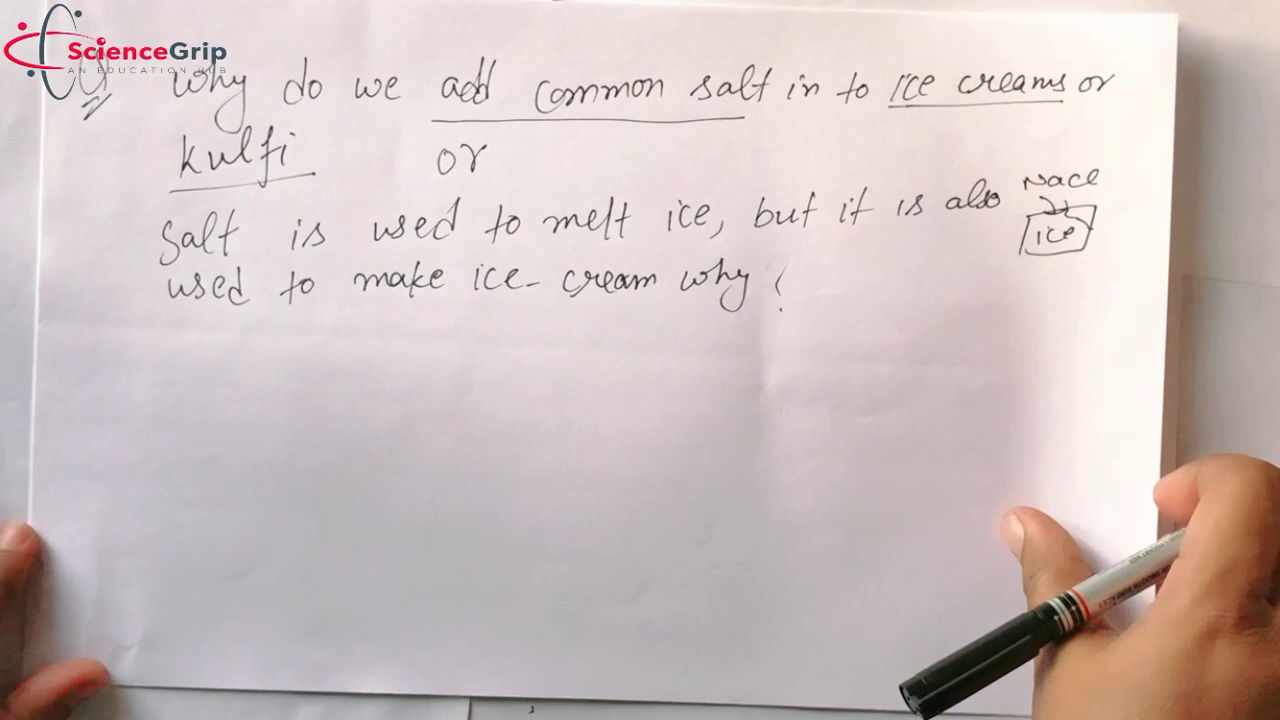 ScienceGrip
AN EDUCATION HUB
Q Why do we add common salt in to ice creams or
kulfi or
Salt is used to melt ice, but it is also NaCl
ice
used to make ice-cream why?